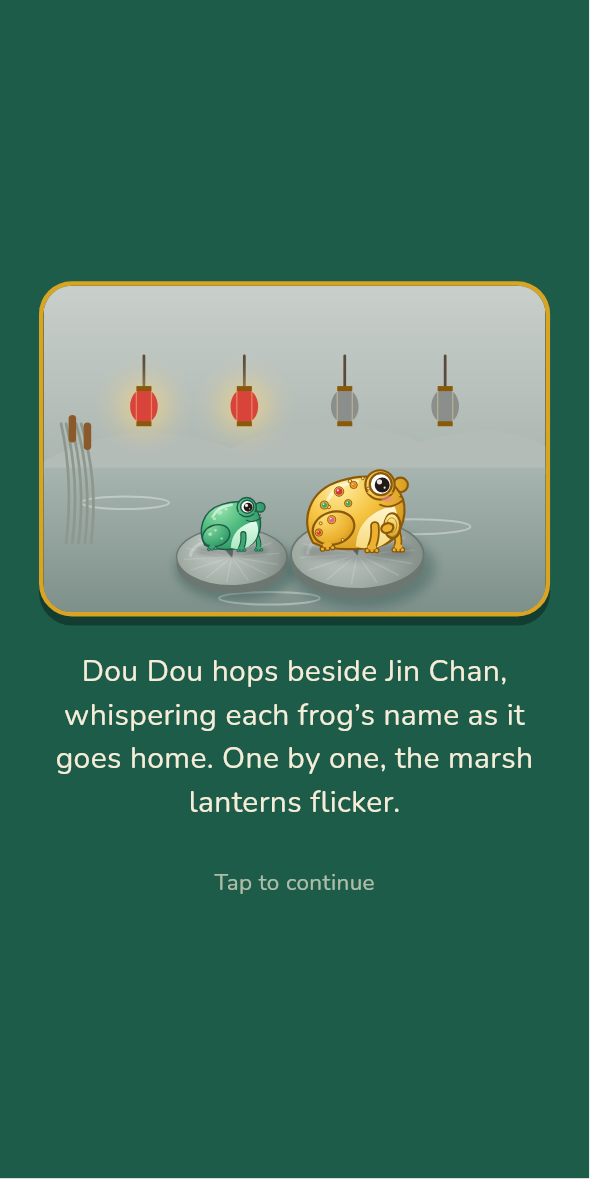 Dou Dou hops beside Jin Chan,
whispering each frog’s name as it
goes home. One by one, the marsh
lanterns flicker.
Tap to continue